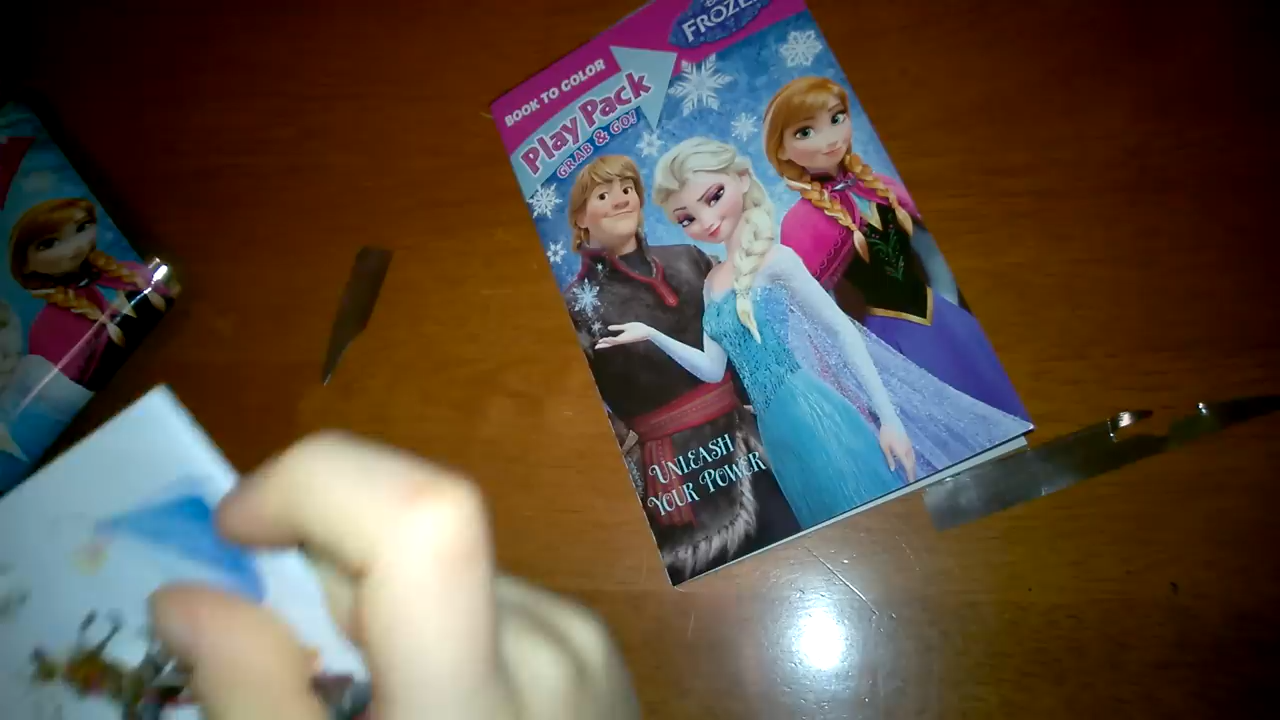 FROZEN
BOOK TO COLOR
Play Pack
GRAB & GO!
UNLEASH
YOUR POWER